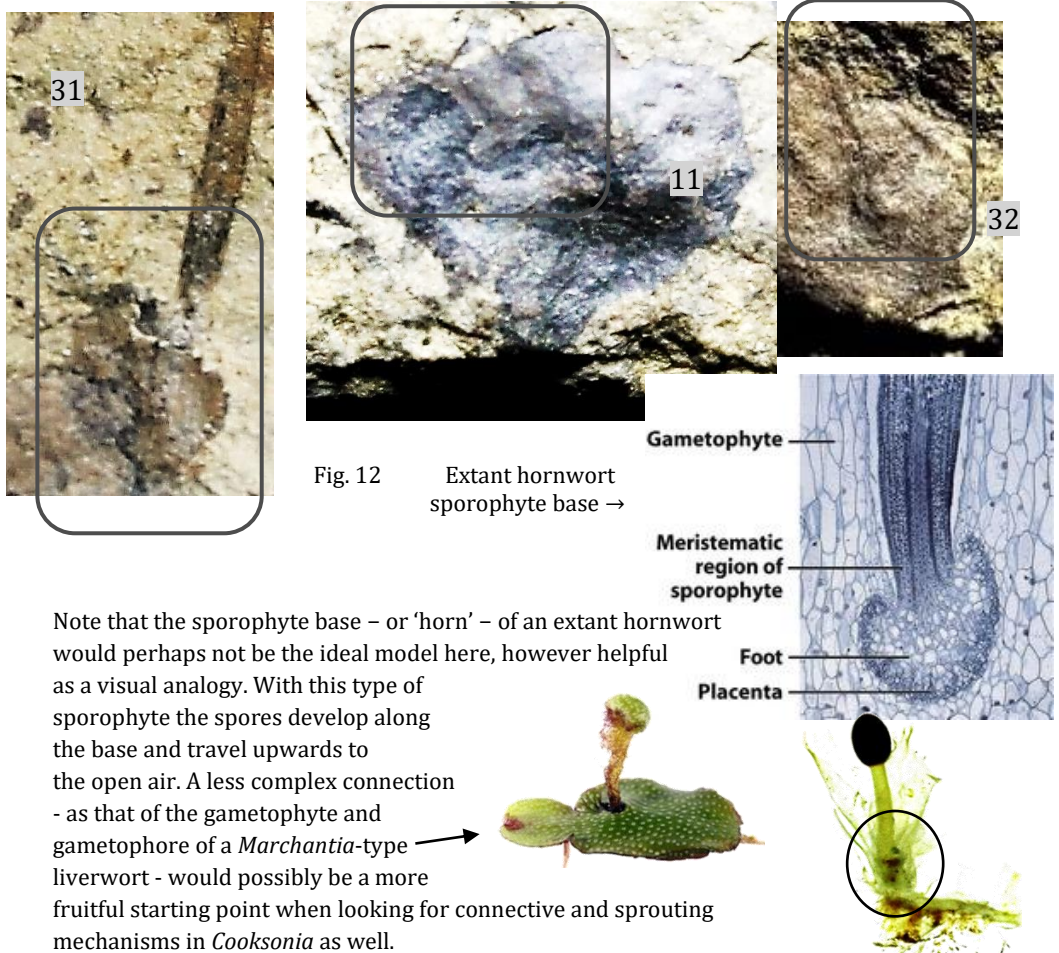 31
11
32
Fig. 12 Extant hornwort
sporophyte base →
Gametophyte
Meristematic
region of
sporophyte
Foot
Placenta
Note that the sporophyte base – or ‘horn’ – of an extant hornwort
would perhaps not be the ideal model here, however helpful
as a visual analogy. With this type of
sporophyte the spores develop along
the base and travel upwards to
the open air. A less complex connection
- as that of the gametophyte and
gametophore of a Marchantia-type
liverwort - would possibly be a more
fruitful starting point when looking for connective and sprouting
mechanisms in Cooksonia as well.